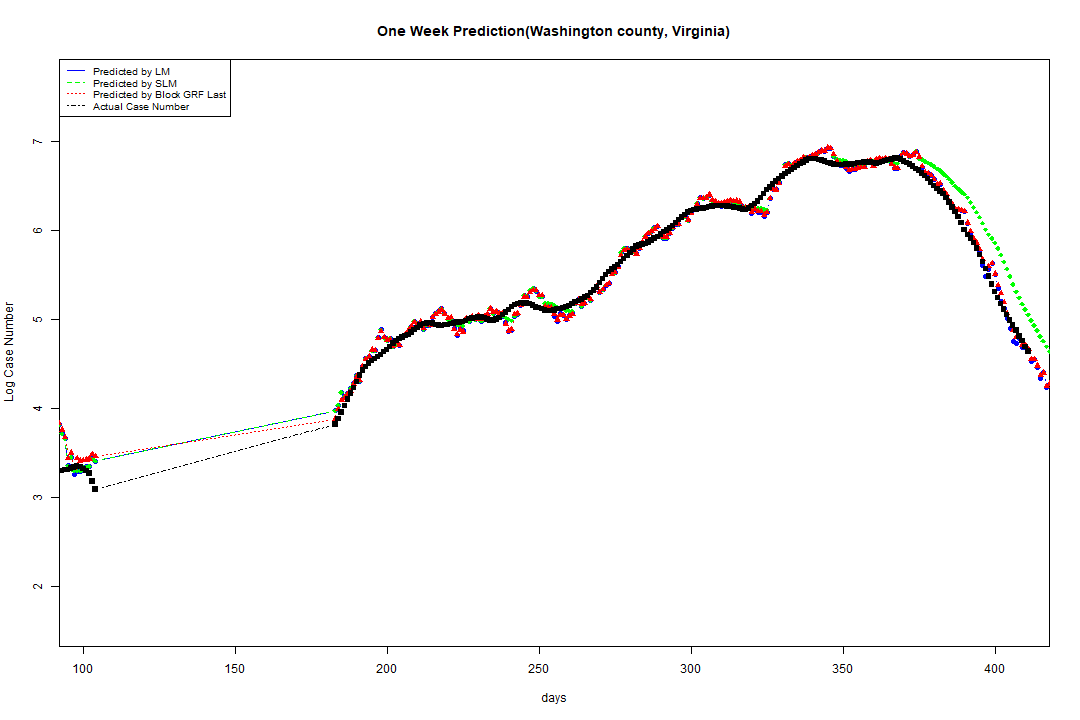 One Week Prediction(Washington county, Virginia)
Predicted by LM
Predicted by SLM
Predicted by Block GRF Last
Actual Case Number
Log Case Number
7
6
5
4
3
2
100 150 200 250 300 350 400
days